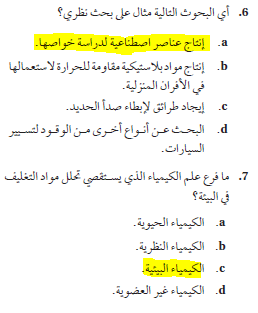 6. أي البحوث التالية مثال على بحث نظري؟
a. إنتاج عناصر اصطناعية لدراسة خواصها.
b. إنتاج مواد بلاستيكية مقاومة للحرارة لاستعمالها
في الأفران المنزلية.
c. إيجاد طرائق لإبطاء صدأ الحديد.
d. البحث عن أنواع أخرى من الوقود لتسيير
السيارات.
7. ما فرع علم الكيمياء الذي يستقصي تحلل مواد التغليف
في البيئة؟
a. الكيمياء الحيوية.
b. الكيمياء النظرية.
c. الكيمياء البيئية.
d. الكيمياء غير العضوية.